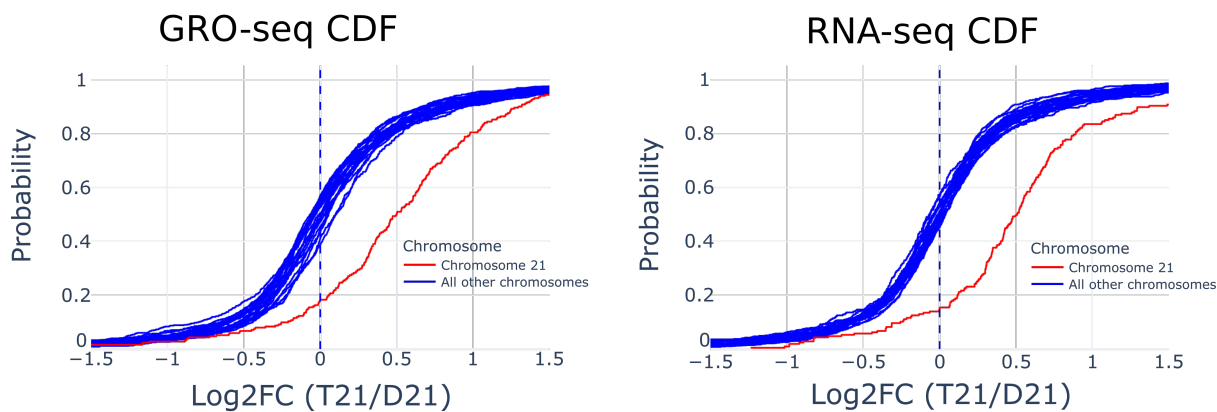 GRO-seq CDF
Probability
1
0.8
0.6
0.4
0.2
0
−1.5 −1 −0.5 0 0.5 1 1.5
Log2FC (T21/D21)
Chromosome
Chromosome 21
All other chromosomes
RNA-seq CDF
Probability
1
0.8
0.6
0.4
0.2
0
−1.5 −1 −0.5 0 0.5 1 1.5
Log2FC (T21/D21)
Chromosome
Chromosome 21
All other chromosomes